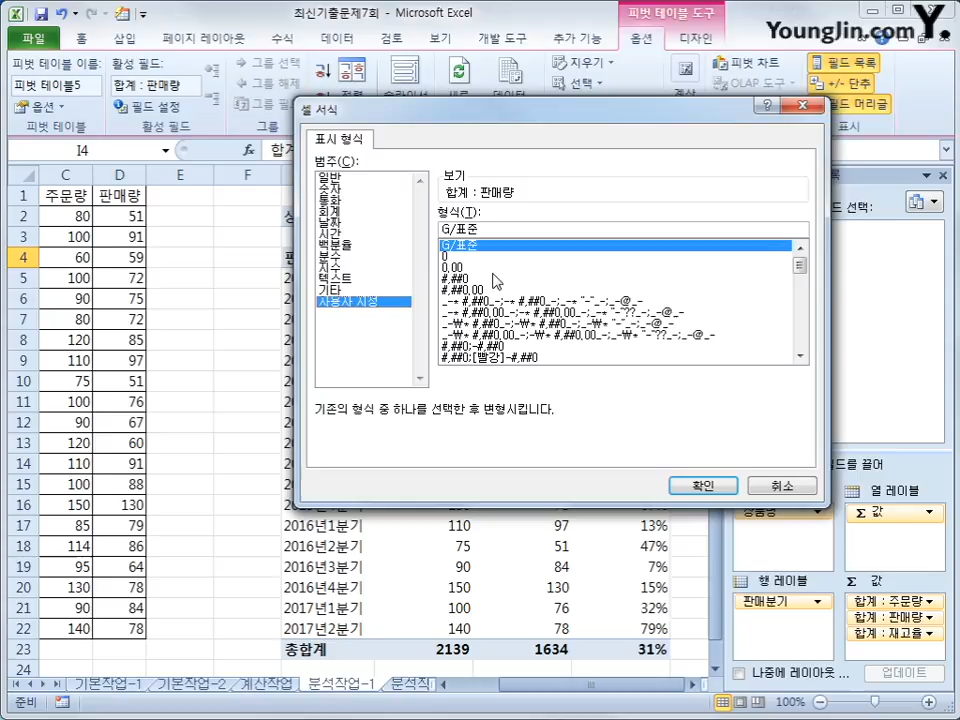 최신기출문제7회 - Microsoft Excel
피벗 테이블 도구
Younglin.com Y.
파일 홈 삽입 페이지 레이아웃 수식 데이터 검토 보기 개발 도구 추가 기능 옵션 디자인
피벗 테이블 이름: 활성 필드:
피벗 테이블5 합계 : 판매량
옵션 필드 설정
피벗 테이블 활성 필드
그룹 선택
그룹 해제
그룹
지우기
선택
피벗 차트
OLAP 도구
필드 목록
+/- 단추
필드 머리글
표시
I4 fx
C D E F
1 주문량 판매량
2 80 51
3 100 91
4 60 59
5 100 72
6 90 75
7 80 72
8 120 85
9 110 97
10 75 51
11 100 76
12 90 67
13 120 60
14 110 91
15 100 88
16 150 130
17 85 79 2016년1분기 110 97 13%
18 114 86 2016년2분기 75 51 47%
19 95 64 2016년3분기 90 84 7%
20 130 78 2016년4분기 150 130 15%
21 90 84 2017년1분기 100 76 32%
22 140 78 2017년2분기 140 78 79%
23 총합계 2139 1634 31%
24
셀 서식
표시 형식
범주(C):
일반
숫자
통화
회계
날짜
시간
백분율
분수
지수
텍스트
기타
사용자 지정
보기
합계 : 판매량
형식(T):
G/표준
G/표준
0
0.00
#,##0
#,##0.00
_-* #,##0_-;-* #,##0_-;_-* "-"_-;_-@_-
_-* #,##0.00_-;-* #,##0.00_-;_-* "-"??_-;_-@_-
_-₩* #,##0_-;-₩* #,##0_-;_-₩* "-"_-;_-@_-
_-₩* #,##0.00_-;-₩* #,##0.00_-;_-₩* "-"??_-;_-@_-
#,##0;-#,##0
#,##0;[빨강]-#,##0
기존의 형식 중 하나를 선택한 후 변형시킵니다.
확인 취소
선택:
드를 끌어
열 레이블
상품명
Σ 값
행 레이블 Σ 값
판매분기
합계 : 주문량
합계 : 판매량
합계 : 재고율
나중에 레이아웃 ... 업데이트
기본작업-1 기본작업-2 계산작업 분석작업-1
준비 100%